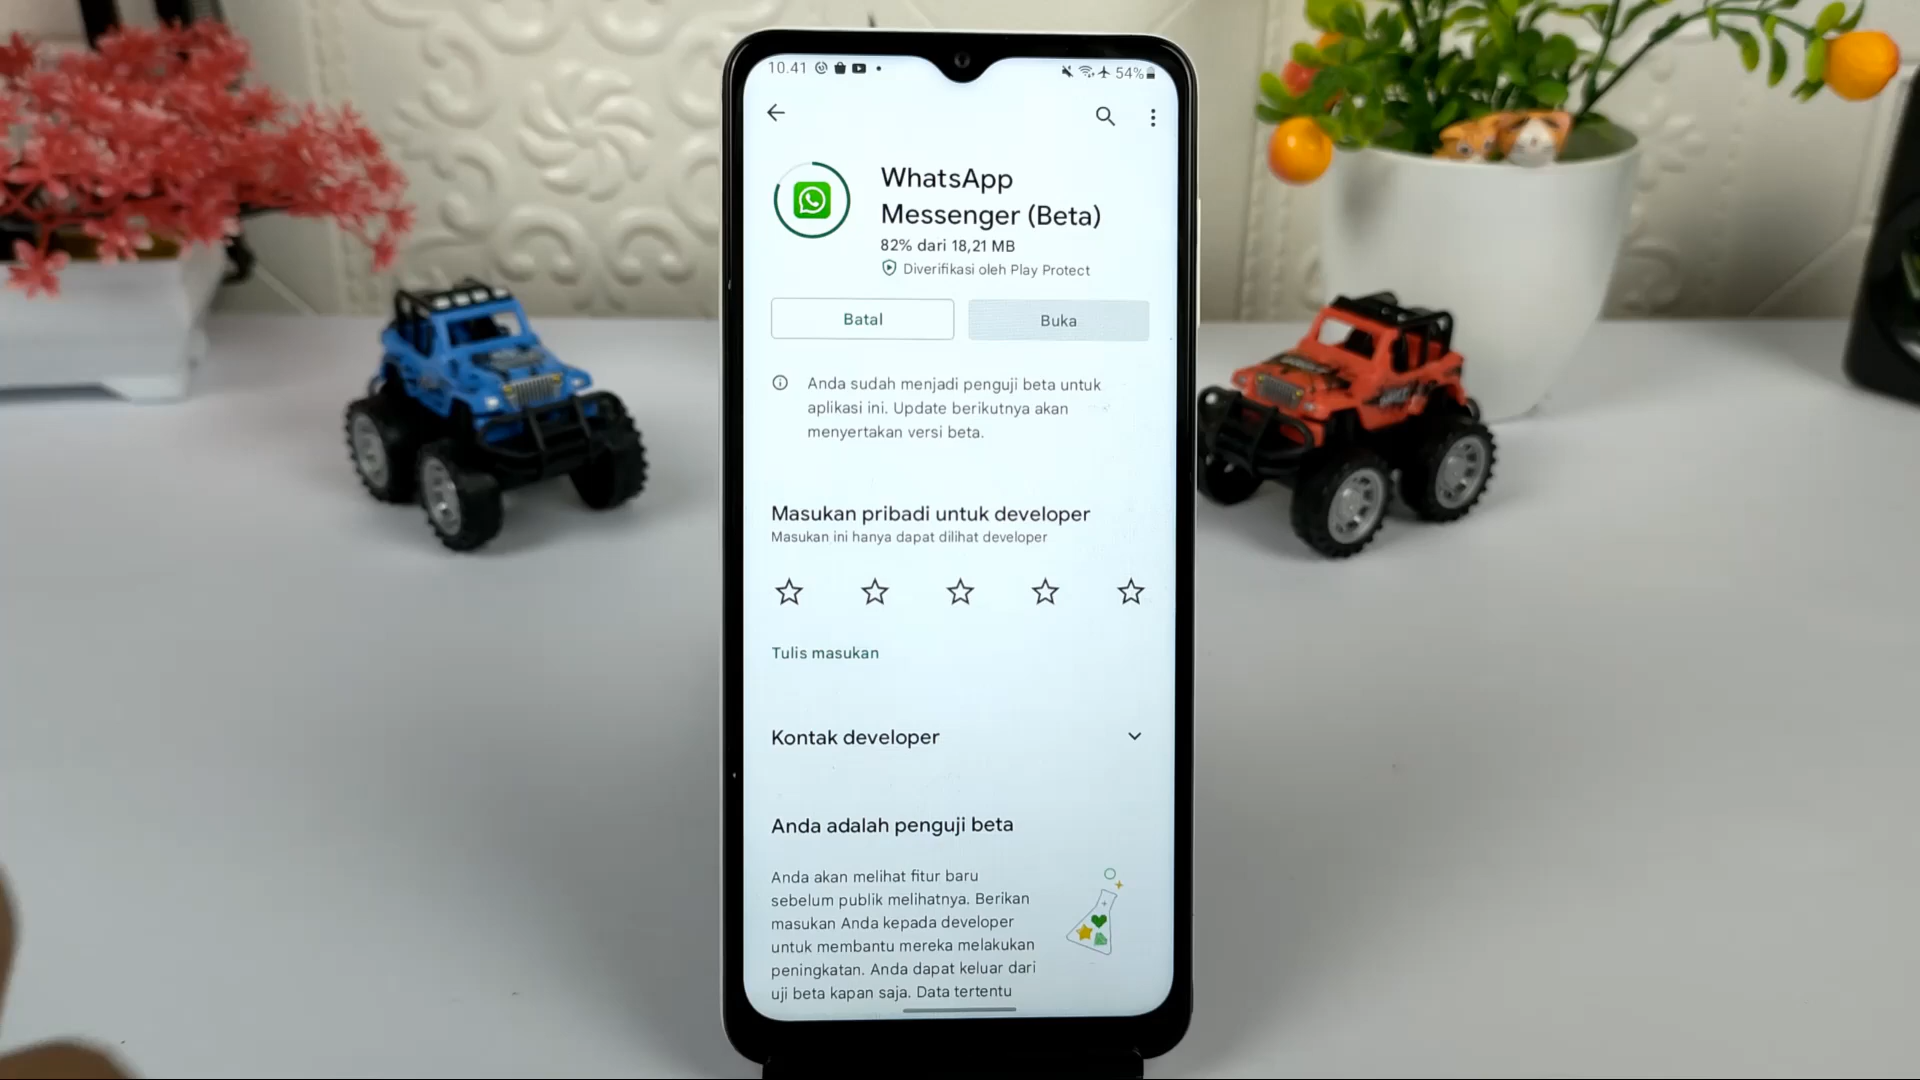 10.41
54%
WhatsApp
Messenger (Beta)
82% dari 18,21 MB
Diverifikasi oleh Play Protect
Batal
Buka
Anda sudah menjadi penguji beta untuk
aplikasi ini. Update berikutnya akan
menyertakan versi beta.
Masukan pribadi untuk developer
Masukan ini hanya dapat dilihat developer
Tulis masukan
Kontak developer
Anda adalah penguji beta
Anda akan melihat fitur baru
sebelum publik melihatnya. Berikan
masukan Anda kepada developer
untuk membantu mereka melakukan
peningkatan. Anda dapat keluar dari
uji beta kapan saja. Data tertentu